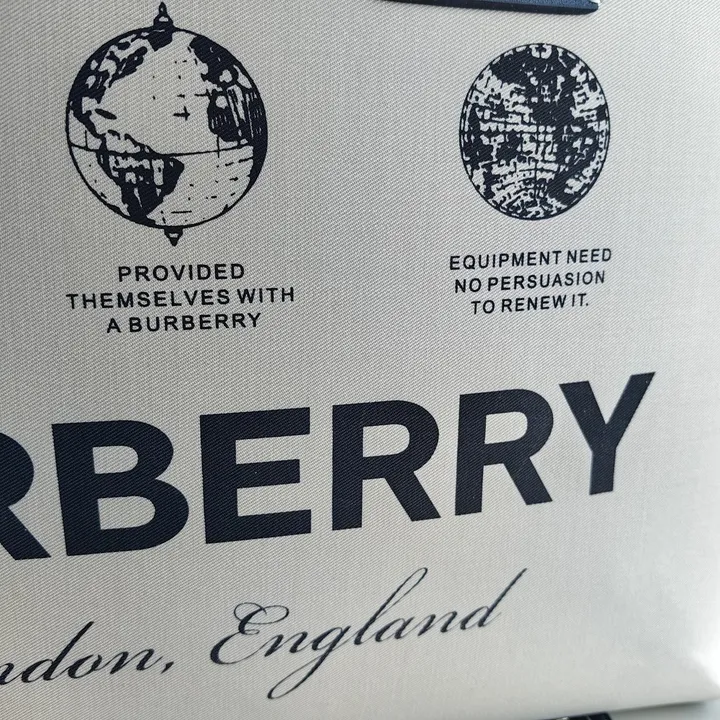 PROVIDED
THEMSELVES WITH
A BURBERRY
EQUIPMENT NEED
NO PERSUASION
TO RENEW IT.
RBERRY
ndon, England